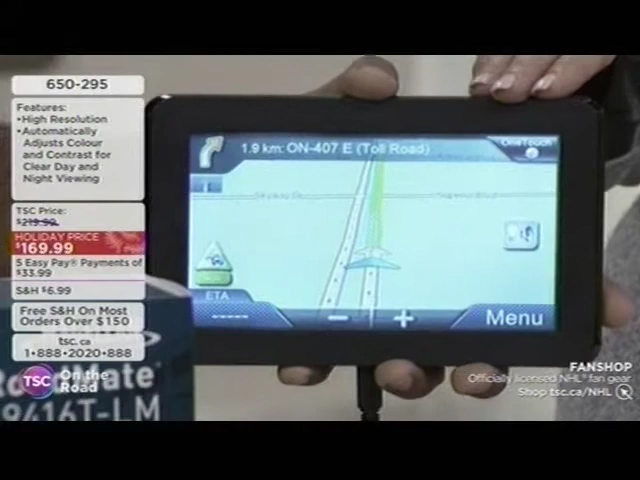 650-295
Features:
•High Resolution
•Automatically
Adjusts Colour
and Contrast for
Clear Day and
Night Viewing
TSC Price:
$219.90
HOLIDAY PRICE
$169.99
5 Easy Pay® Payments of
$33.99
S&H $6.99
Free S&H On Most
Orders Over $150
tsc.ca
1•888•2020•888
TSC On the
Road
9416T-LM
1.9 km: ON-407 E (Toll Road)
OneTouch
ETA
------
− +
Menu
FANSHOP
Officially licensed NHL® fan gear
Shop tsc.ca/NHL